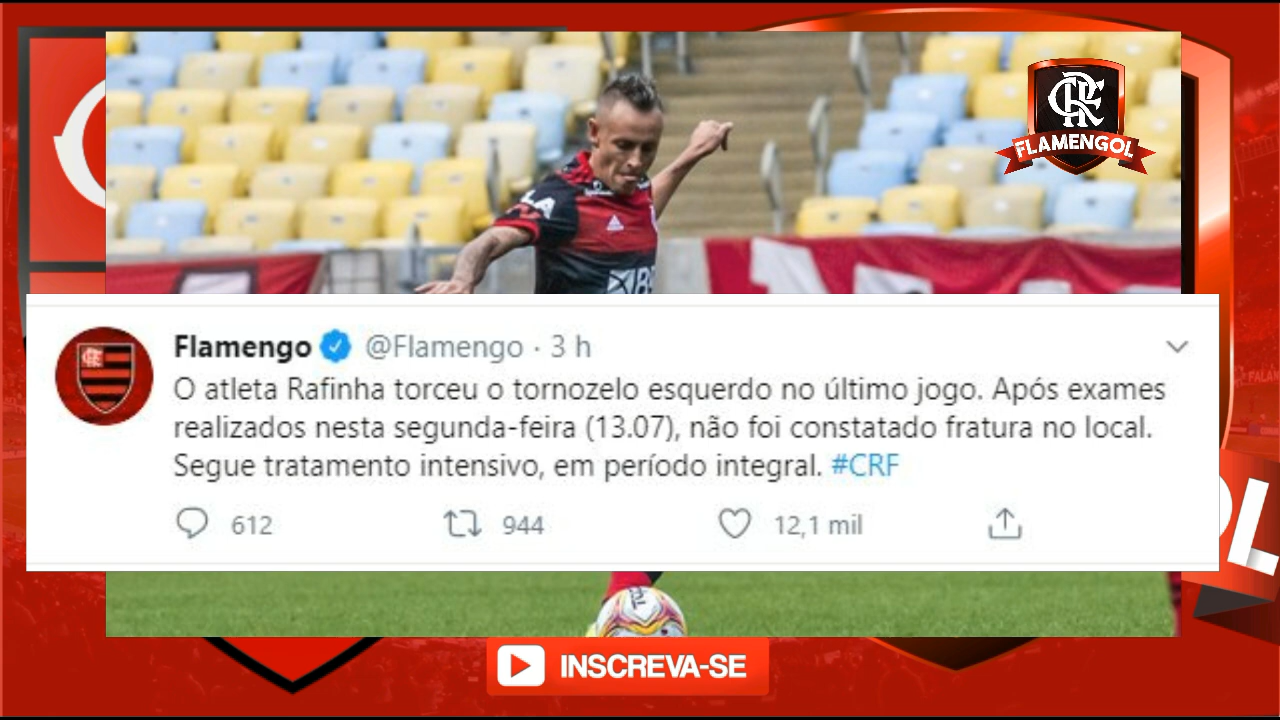 CRF
FLAMENGOL
Flamengo @Flamengo · 3 h
O atleta Rafinha torceu o tornozelo esquerdo no último jogo. Após exames
realizados nesta segunda-feira (13.07), não foi constatado fratura no local.
Segue tratamento intensivo, em período integral. #CRF
612 944 12,1 mil
INSCREVA-SE